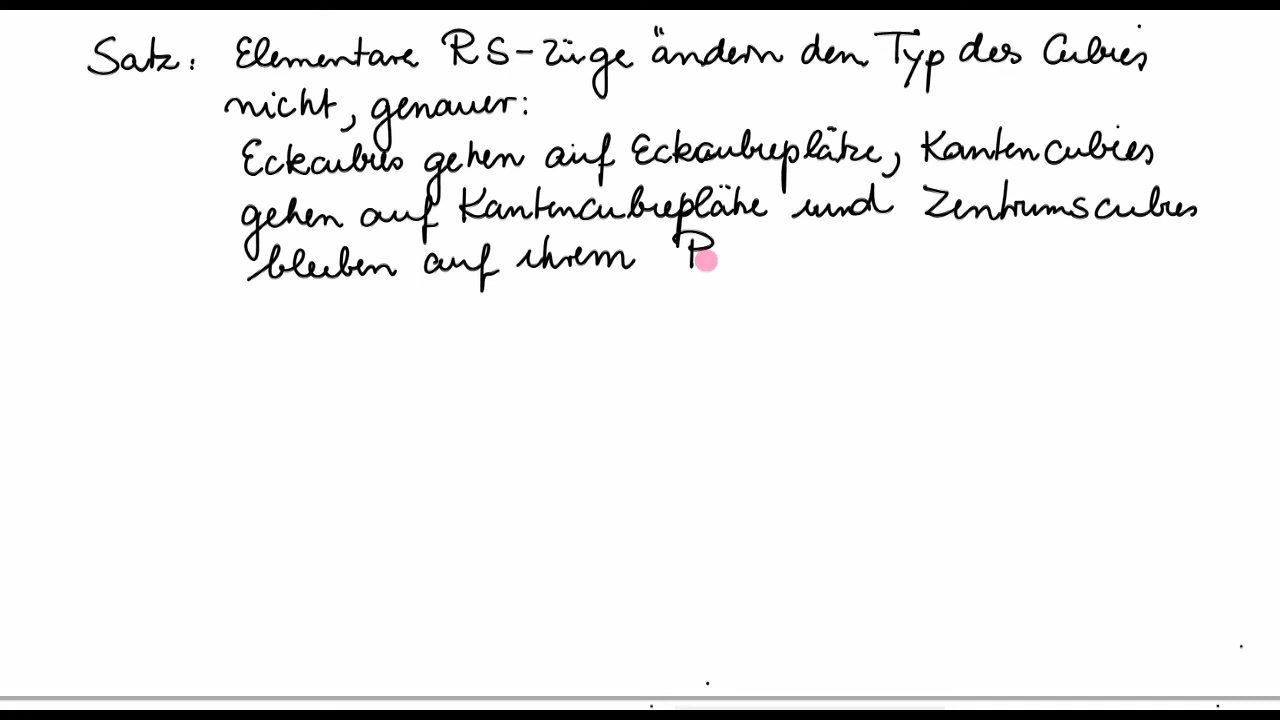 Satz: Elementare RS-Züge ändern den Typ des Cubies
nicht, genauer:
Eckcubies gehen auf Eckcubieplätze, Kantencubies
gehen auf Kantencubieplätze und Zentrumscubies
bleiben auf ihrem P